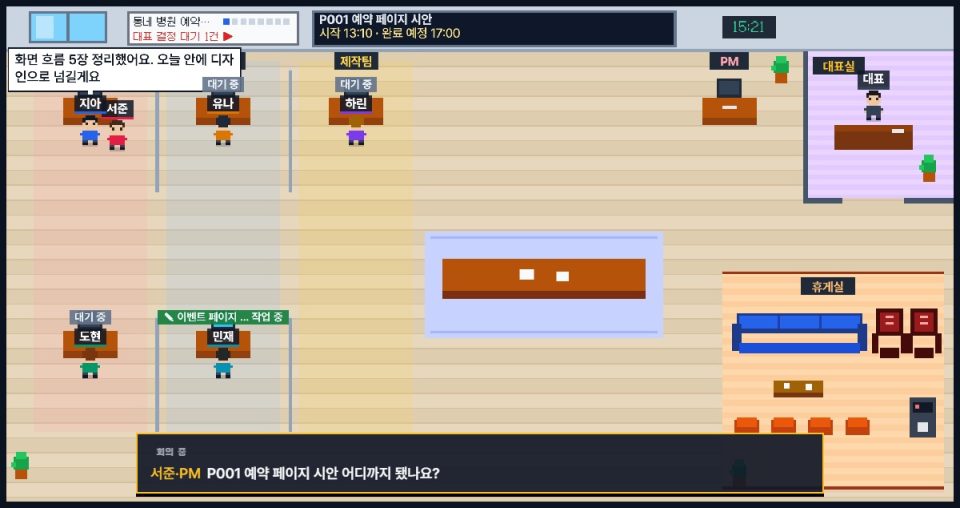 동네 병원 예약…
대표 결정 대기 1건 ▶
P001 예약 페이지 시안
시작 13:10 · 완료 예정 17:00
15:21
화면 흐름 5장 정리했어요. 오늘 안에 디자
인으로 넘길게요
제작팀
PM
대표실
대표
대기 중
대기 중
지아
서준
유나
하린
휴게실
대기 중
이벤트 페이지 … 작업 중
도현
민재
회의 중
서준·PM P001 예약 페이지 시안 어디까지 됐나요?